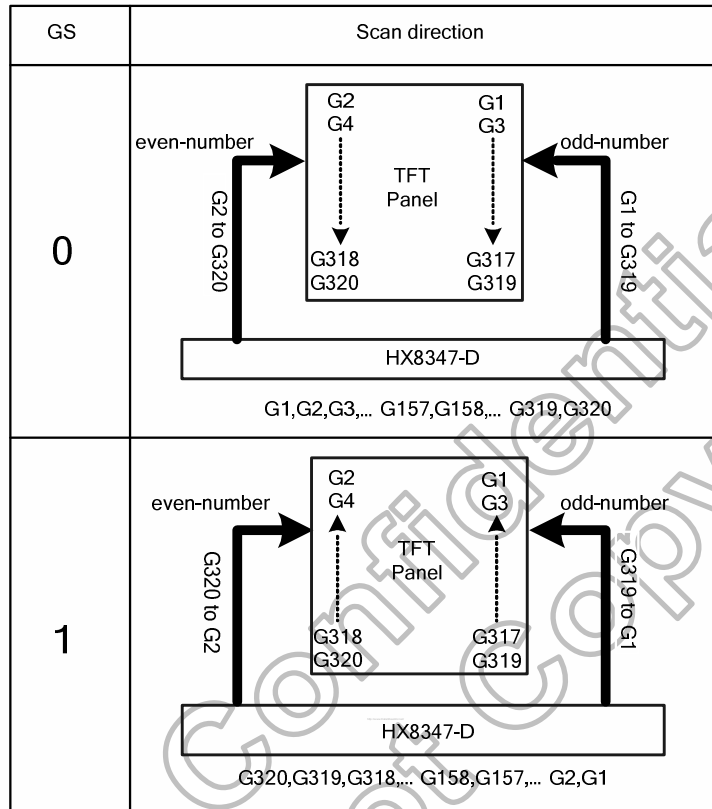 GS Scan direction
0
G2 G1
G4 G3
even-number odd-number
TFT
Panel
G2 to G320
G1 to G319
G318 G317
G320 G319
HX8347-D
G1,G2,G3,... G157,G158,... G319,G320
1
G2 G1
G4 G3
even-number odd-number
TFT
Panel
G320 to G2
G319 to G1
G318 G317
G320 G319
HX8347-D
G320,G319,G318,... G158,G157,... G2,G1
Confidentia
t Copy